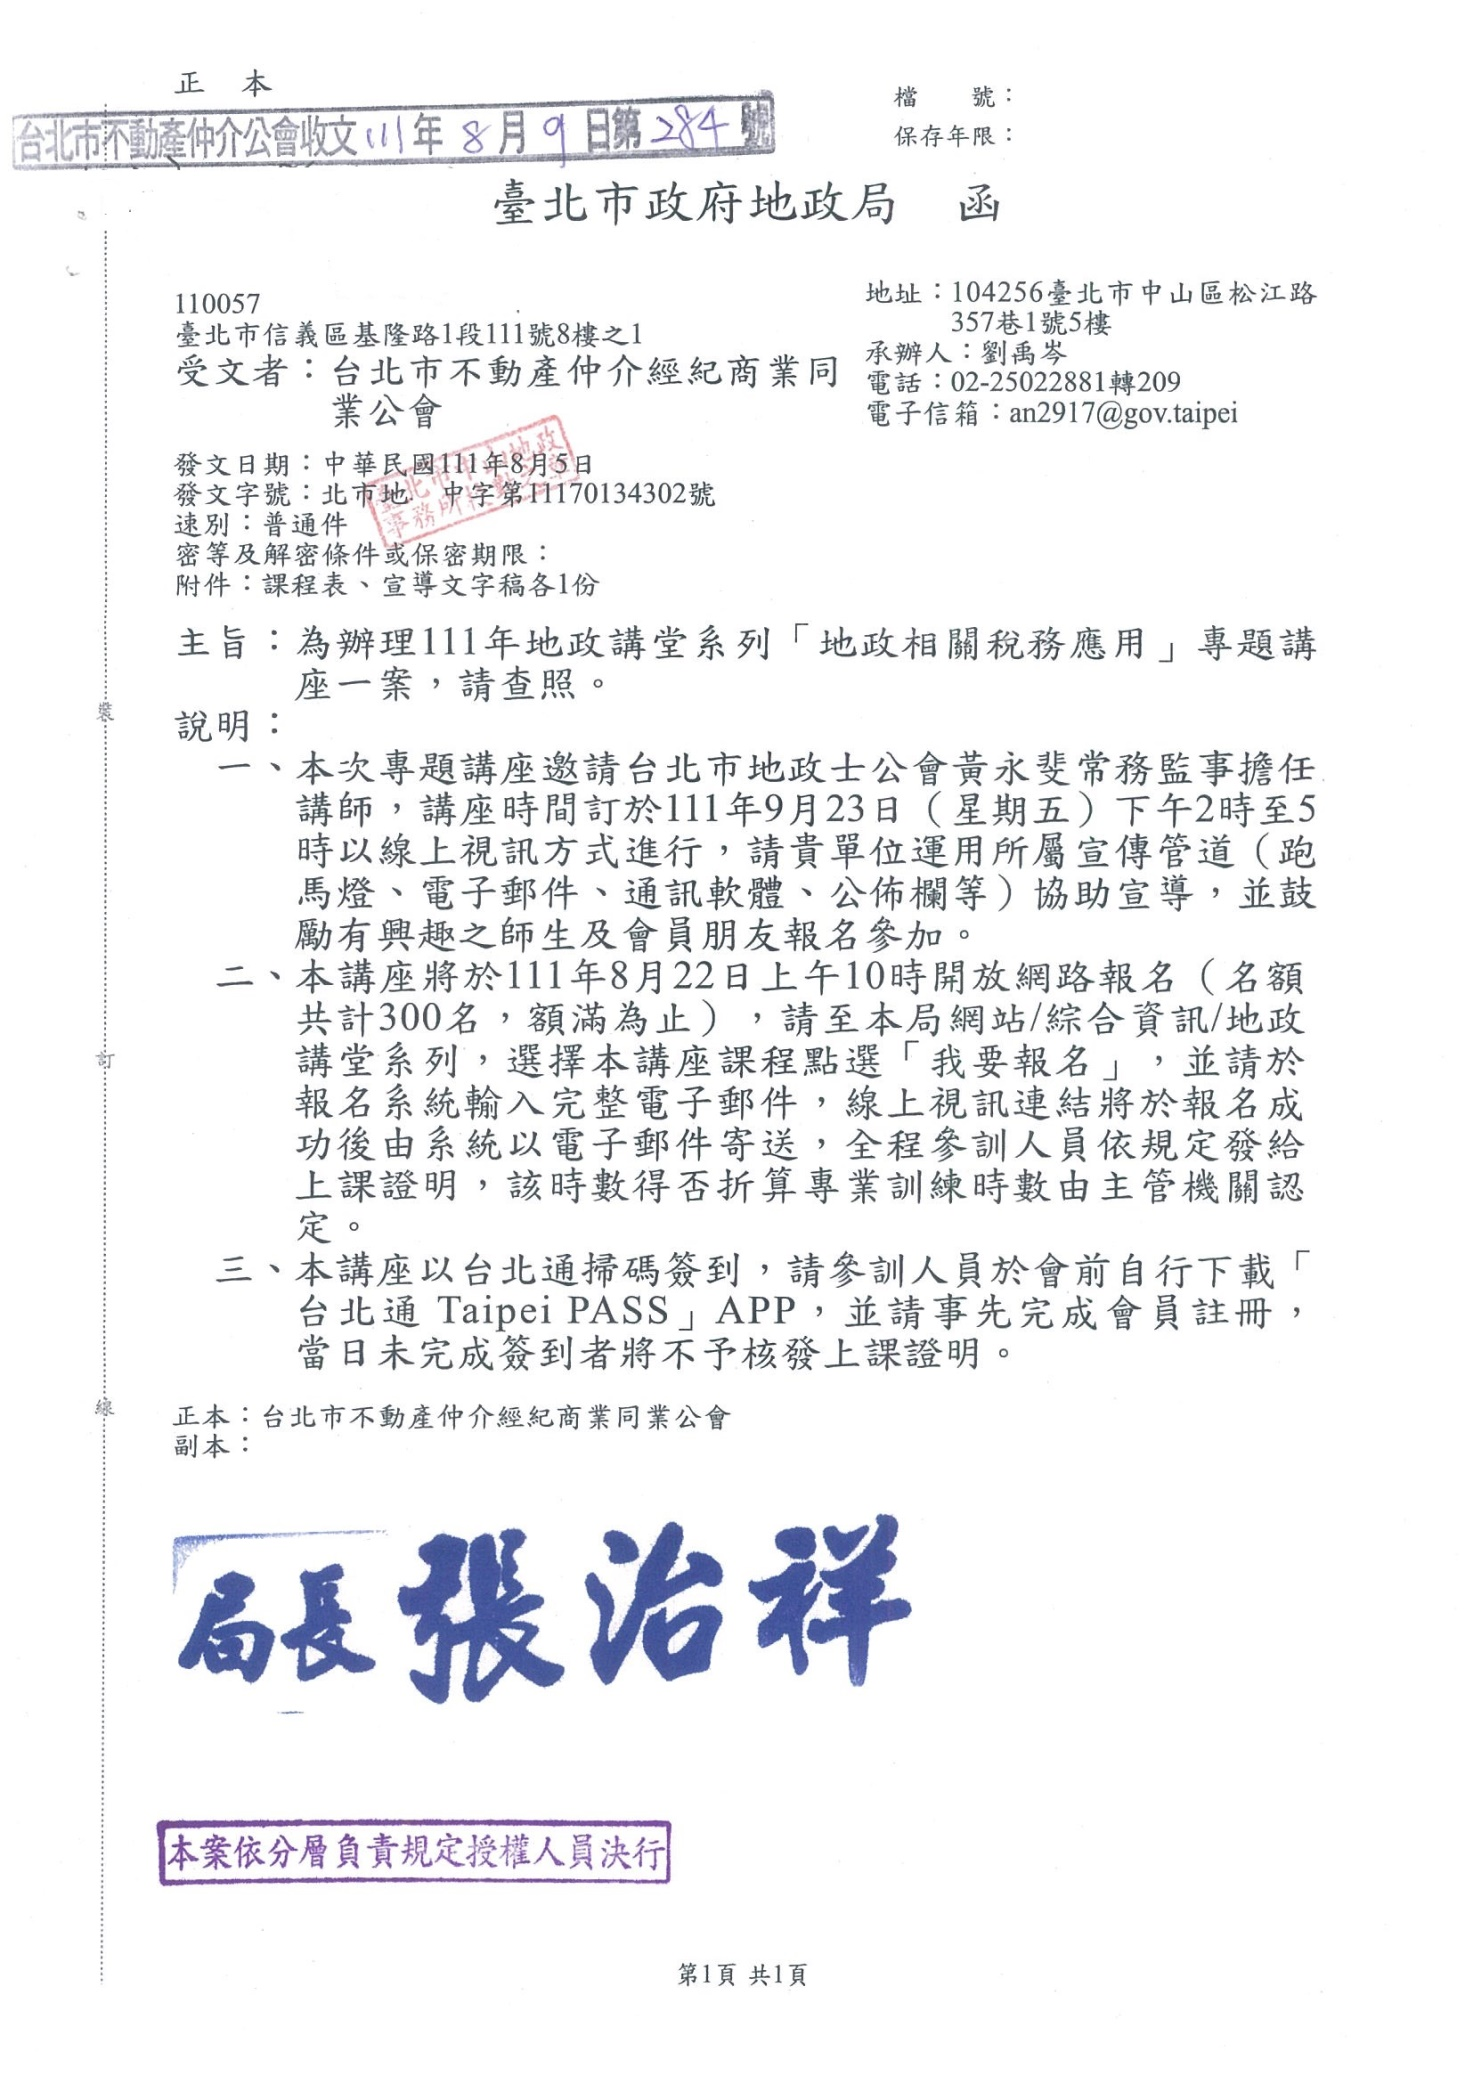 正　本
檔　　號：
保存年限：
台北市不動產仲介公會收文111年8月9日第284號
臺北市政府地政局　函
地址：104256臺北市中山區松江路
357巷1號5樓
承辦人：劉禹岑
電話：02-25022881轉209
電子信箱：an2917@gov.taipei
110057
臺北市信義區基隆路1段111號8樓之1
受文者：台北市不動產仲介經紀商業同
業公會
發文日期：中華民國111年8月5日
發文字號：北市地　中字第11170134302號
速別：普通件
密等及解密條件或保密期限：
附件：課程表、宣導文字稿各1份
主旨：為辦理111年地政講堂系列「地政相關稅務應用」專題講
座一案，請查照。
說明：
一、本次專題講座邀請台北市地政士公會黃永斐常務監事擔任
講師，講座時間訂於111年9月23日（星期五）下午2時至5
時以線上視訊方式進行，請貴單位運用所屬宣傳管道（跑
馬燈、電子郵件、通訊軟體、公佈欄等）協助宣導，並鼓
勵有興趣之師生及會員朋友報名參加。
二、本講座將於111年8月22日上午10時開放網路報名（名額
共計300名，額滿為止），請至本局網站/綜合資訊/地政
講堂系列，選擇本講座課程點選「我要報名」，並請於
報名系統輸入完整電子郵件，線上視訊連結將於報名成
功後由系統以電子郵件寄送，全程參訓人員依規定發給
上課證明，該時數得否折算專業訓練時數由主管機關認
定。
三、本講座以台北通掃碼簽到，請參訓人員於會前自行下載「
台北通 Taipei PASS」APP，並請事先完成會員註冊，
當日未完成簽到者將不予核發上課證明。
裝
訂
線
正本：台北市不動產仲介經紀商業同業公會
副本：
局長 張治祥
本案依分層負責規定授權人員決行
第1頁 共1頁